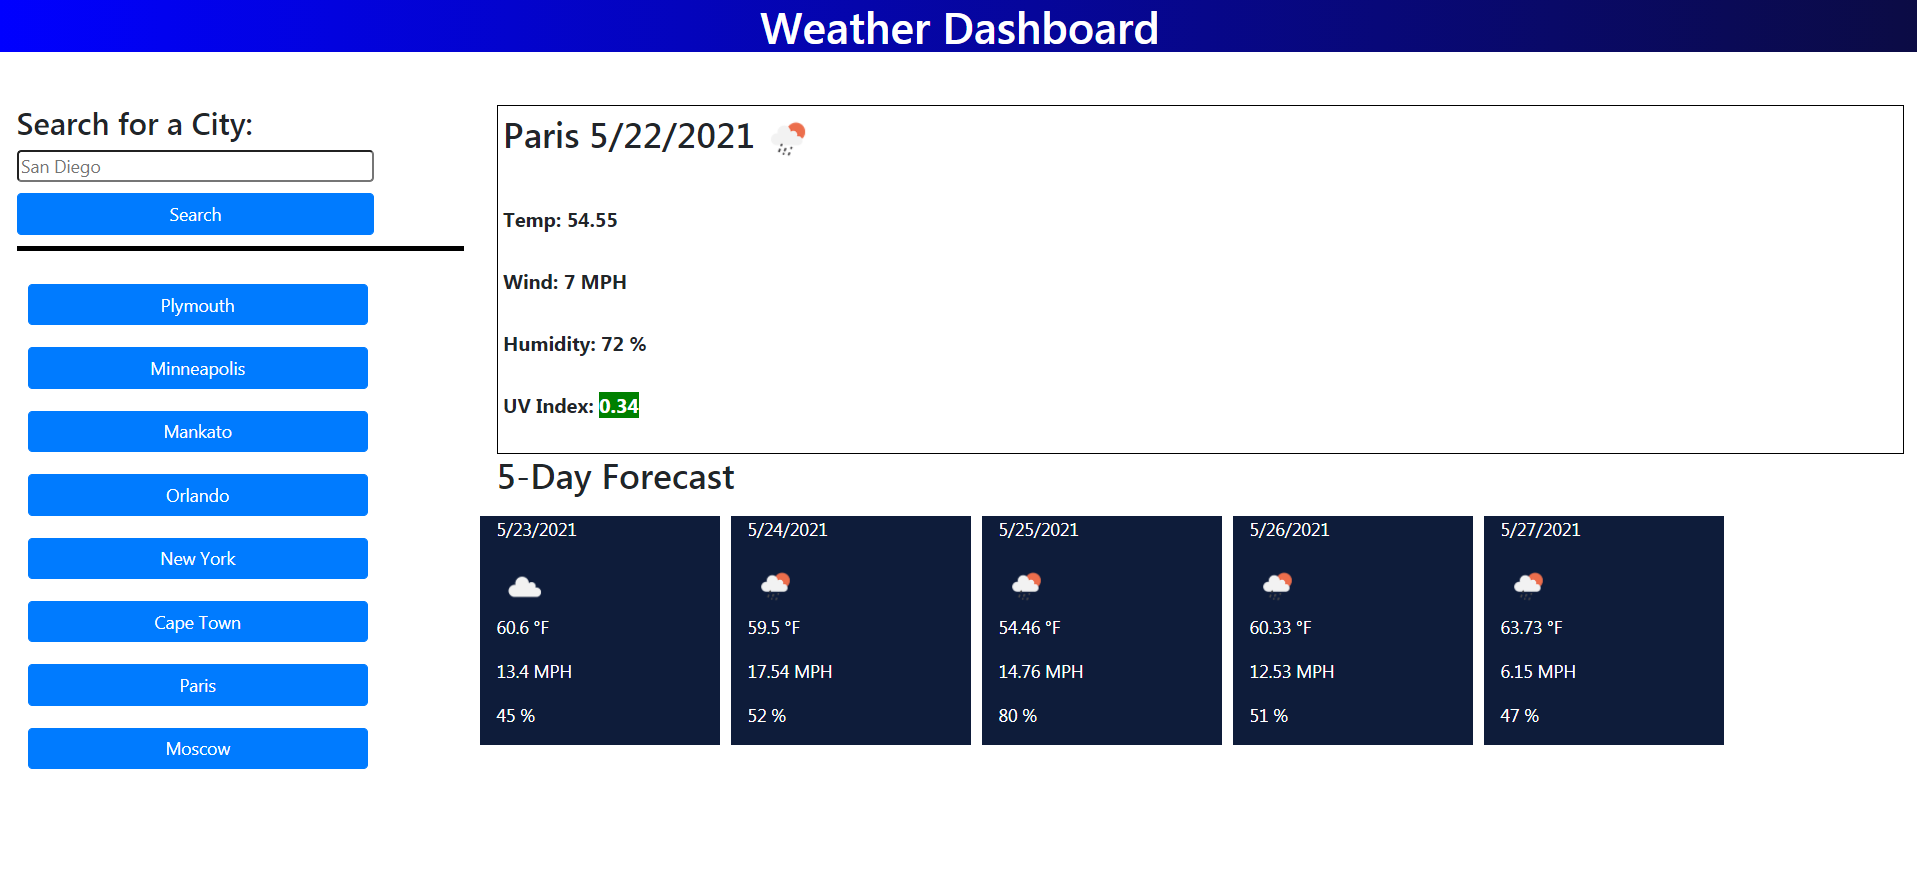 Weather Dashboard
Search for a City:
San Diego
Search
Plymouth
Minneapolis
Mankato
Orlando
New York
Cape Town
Paris
Moscow
Paris 5/22/2021
Temp: 54.55
Wind: 7 MPH
Humidity: 72 %
UV Index: 0.34
5-Day Forecast
5/23/2021
60.6 °F
13.4 MPH
45 %
5/24/2021
59.5 °F
17.54 MPH
52 %
5/25/2021
54.46 °F
14.76 MPH
80 %
5/26/2021
60.33 °F
12.53 MPH
51 %
5/27/2021
63.73 °F
6.15 MPH
47 %